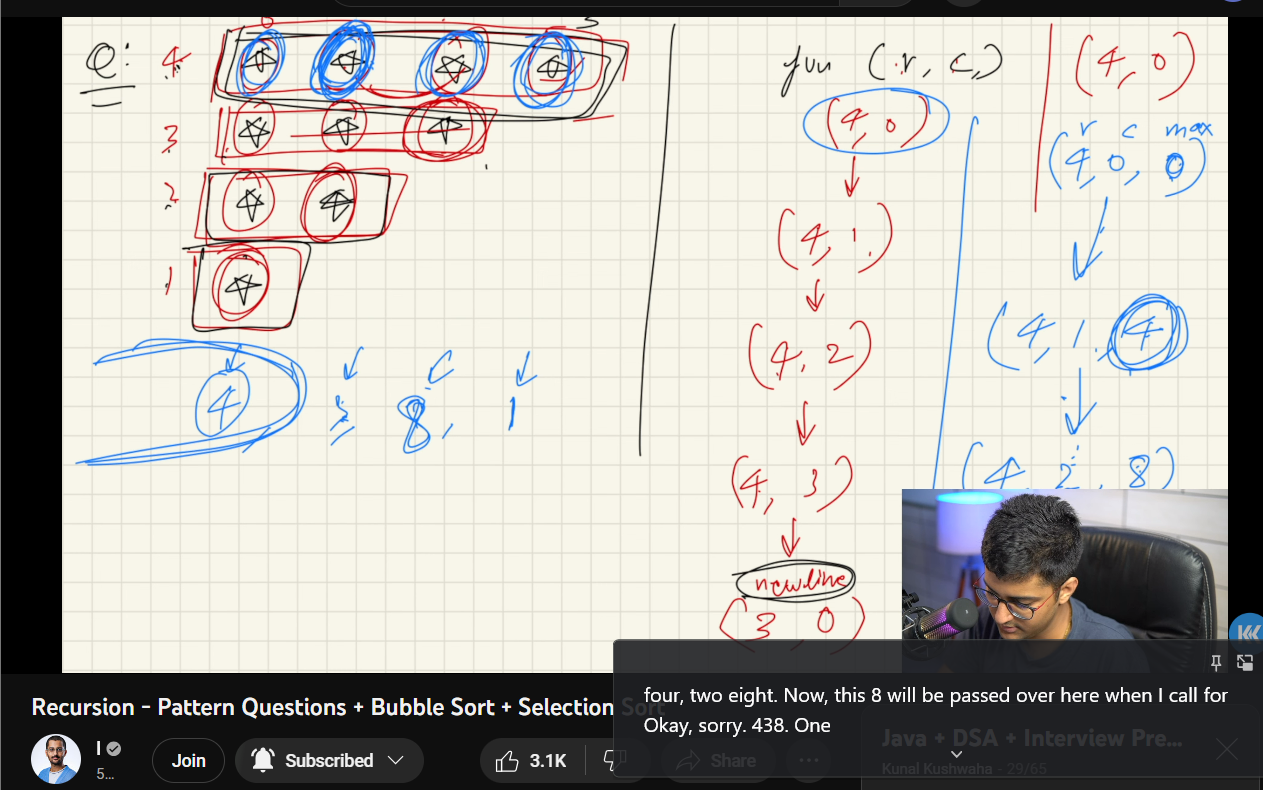 Q:
4
3
2
1
4 3 8, 1
fun (r, c,)
(4, 0)
(4, 1)
(4, 2)
(4, 3)
newline
(3 0)
(4, 0)
r c max
(4, 0, 0)
(4, 1, 4)
(4, 2, 8)
four, two eight. Now, this 8 will be passed over here when I call for
Okay, sorry. 438. One
Recursion - Pattern Questions + Bubble Sort + Selection Sort
I
5...
Join
Subscribed
3.1K
Share
Java + DSA + Interview Pre...
Kunal Kushwaha - 29/65